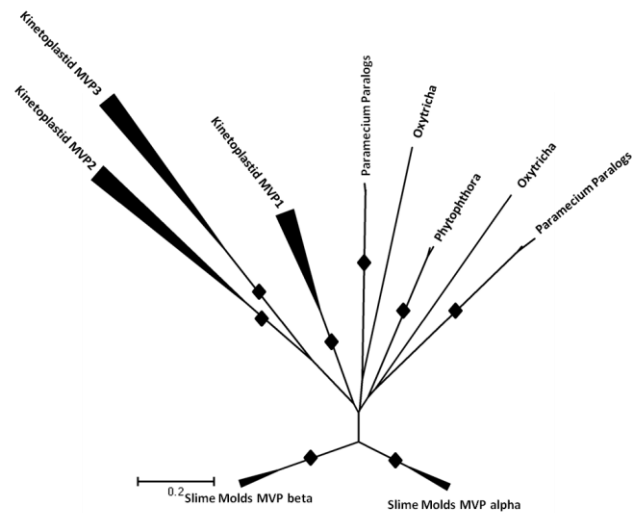 Kinetoplastid MVP3
Kinetoplastid MVP2
Kinetoplastid MVP1
Paramecium Paralogs
Oxytricha
Phytophthora
Oxytricha
Paramecium Paralogs
0.2
Slime Molds MVP beta
Slime Molds MVP alpha